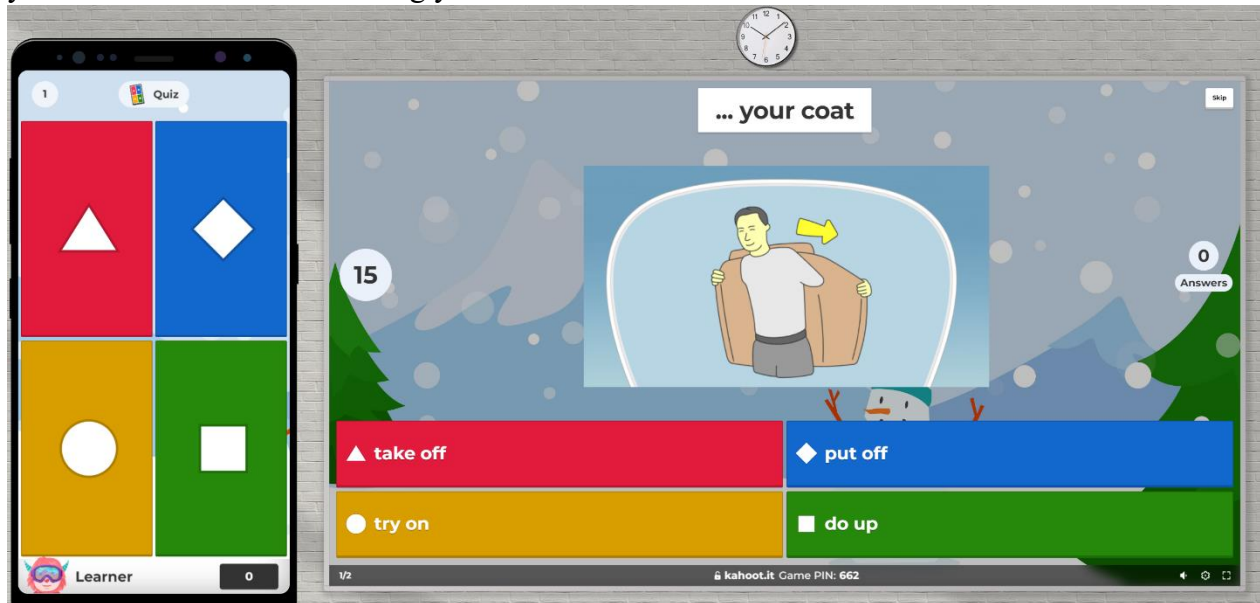 1
Quiz
... your coat
Skip
15
0
Answers
take off
put off
try on
do up
Learner
0
1/2
kahoot.it Game PIN: 662